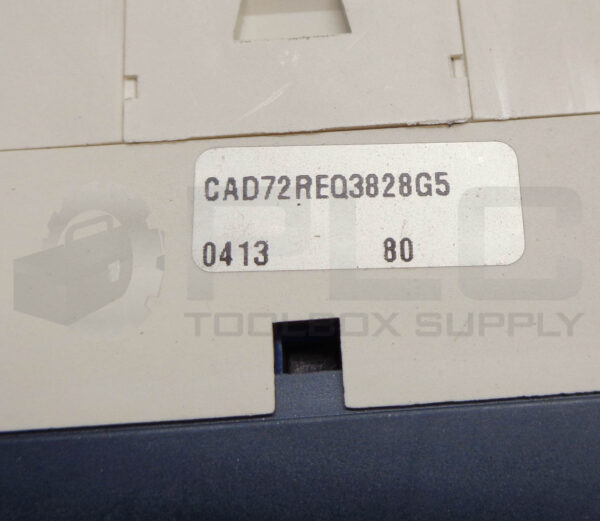 CAD72REQ3828G5
0413 80
PLC
TOOLBOX SUPPLY